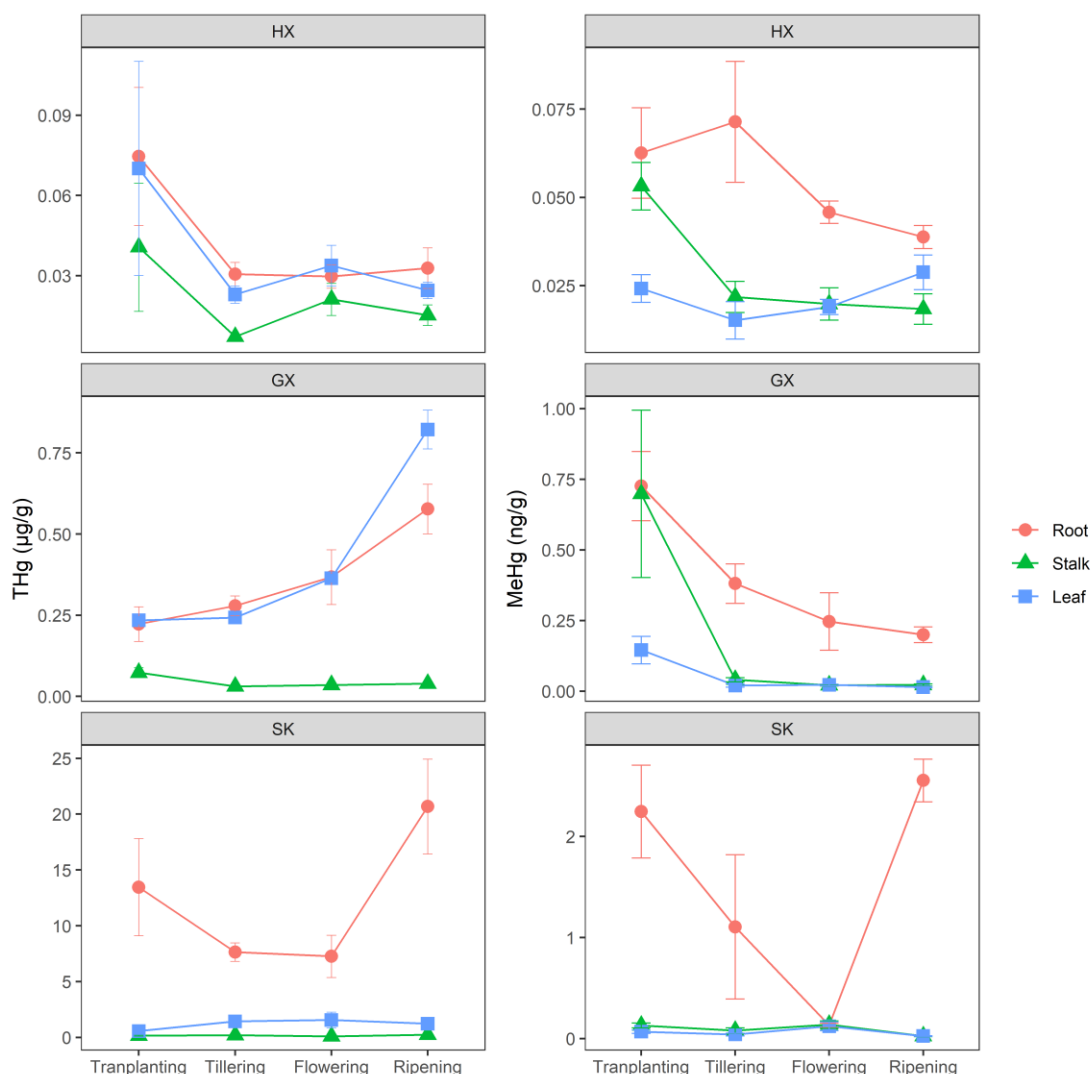 HX
0.09
0.06
0.03
HX
0.075
0.050
0.025
GX
THg (µg/g)
0.75
0.50
0.25
0.00
GX
MeHg (ng/g)
1.00
0.75
0.50
0.25
0.00
SK
25
20
15
10
5
0
Tranplanting Tillering Flowering Ripening
SK
2
1
0
Tranplanting Tillering Flowering Ripening
Root
Stalk
Leaf